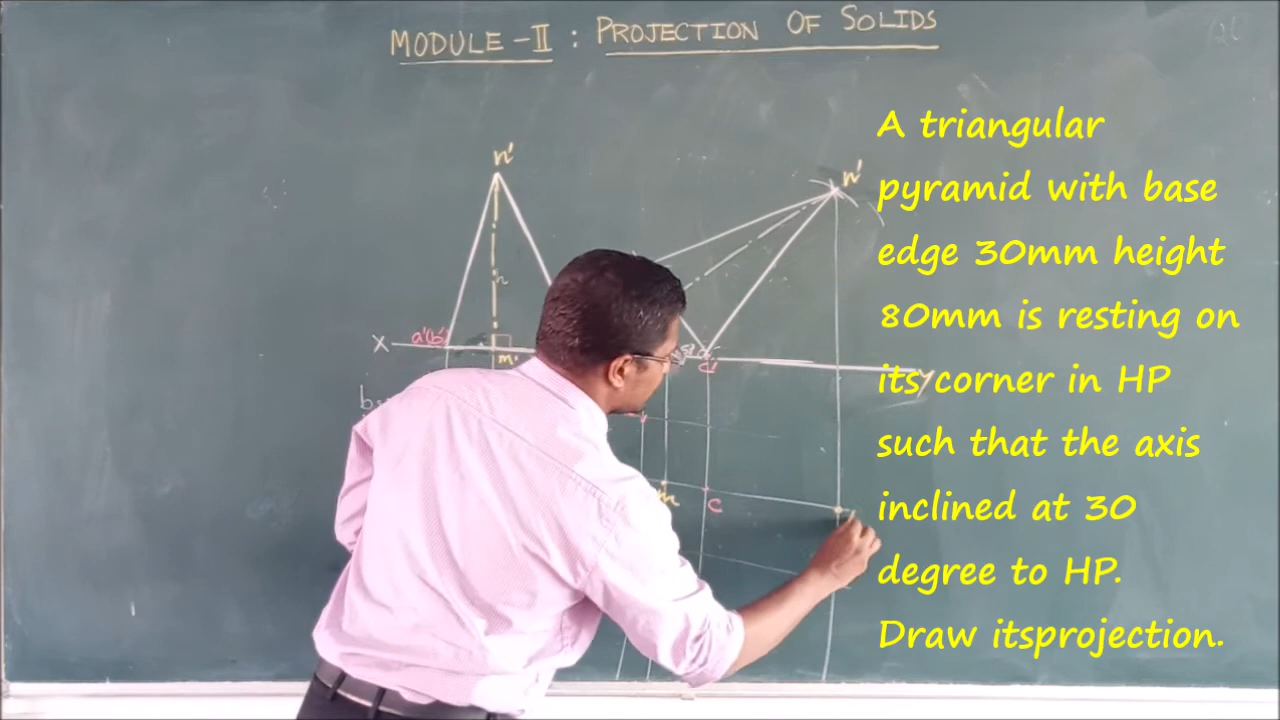 MODULE-II : PROJECTION OF SOLIDS
A triangular
pyramid with base
edge 30mm height
80mm is resting on
its corner in HP
such that the axis
inclined at 30
degree to HP.
Draw itsprojection.
n'
n'
h
X
a'(b')
m'
c'
Y
b
m
c